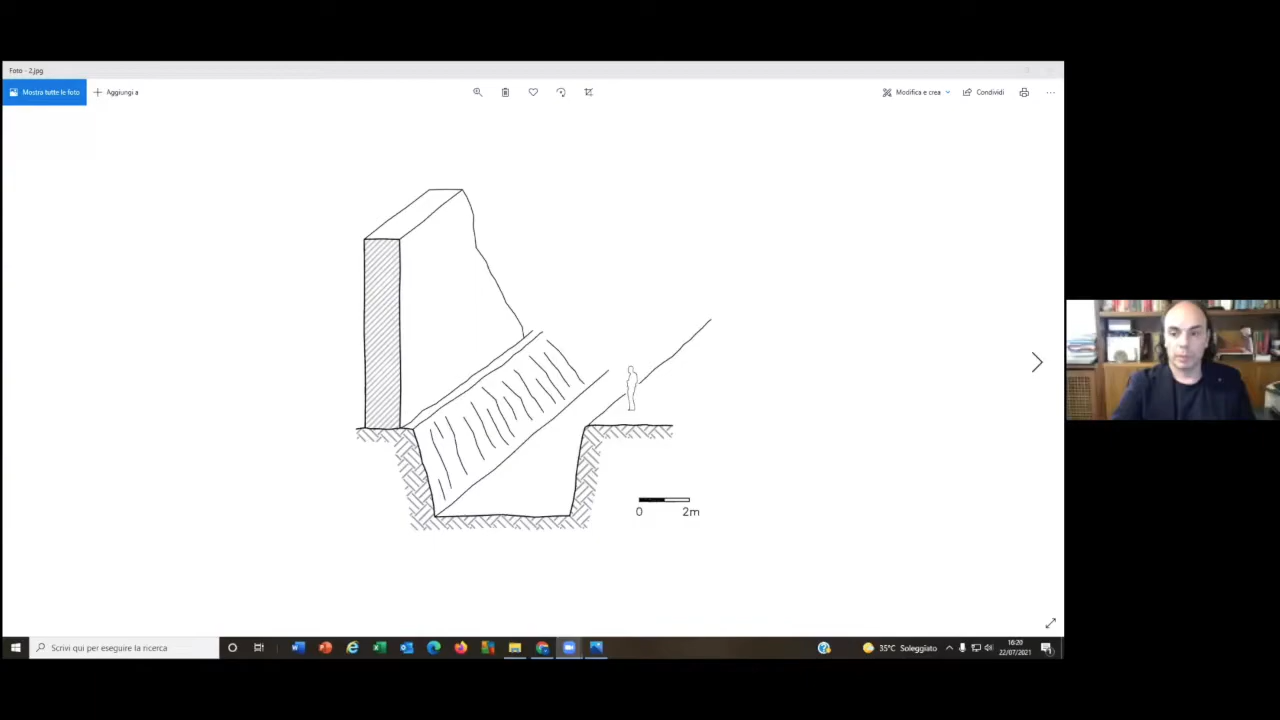 Foto - 2.jpg
Mostra tutte le foto
Aggiungi a
Modifica e crea
Condividi
0 2m
Scrivi qui per eseguire la ricerca
35°C Soleggiato
16:20
22/07/2021